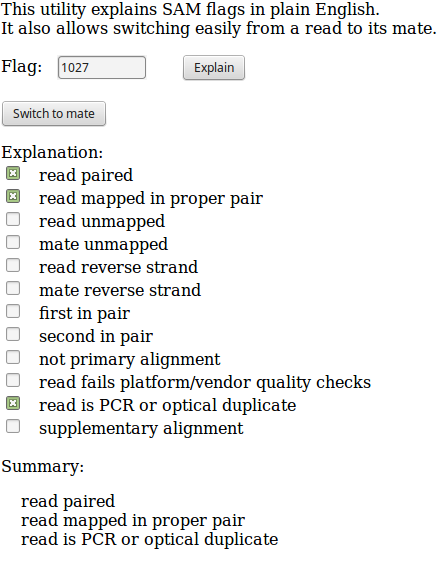 This utility explains SAM flags in plain English.
It also allows switching easily from a read to its mate.
Flag: 1027 Explain
Switch to mate
Explanation:
read paired
read mapped in proper pair
read unmapped
mate unmapped
read reverse strand
mate reverse strand
first in pair
second in pair
not primary alignment
read fails platform/vendor quality checks
read is PCR or optical duplicate
supplementary alignment
Summary:
read paired
read mapped in proper pair
read is PCR or optical duplicate